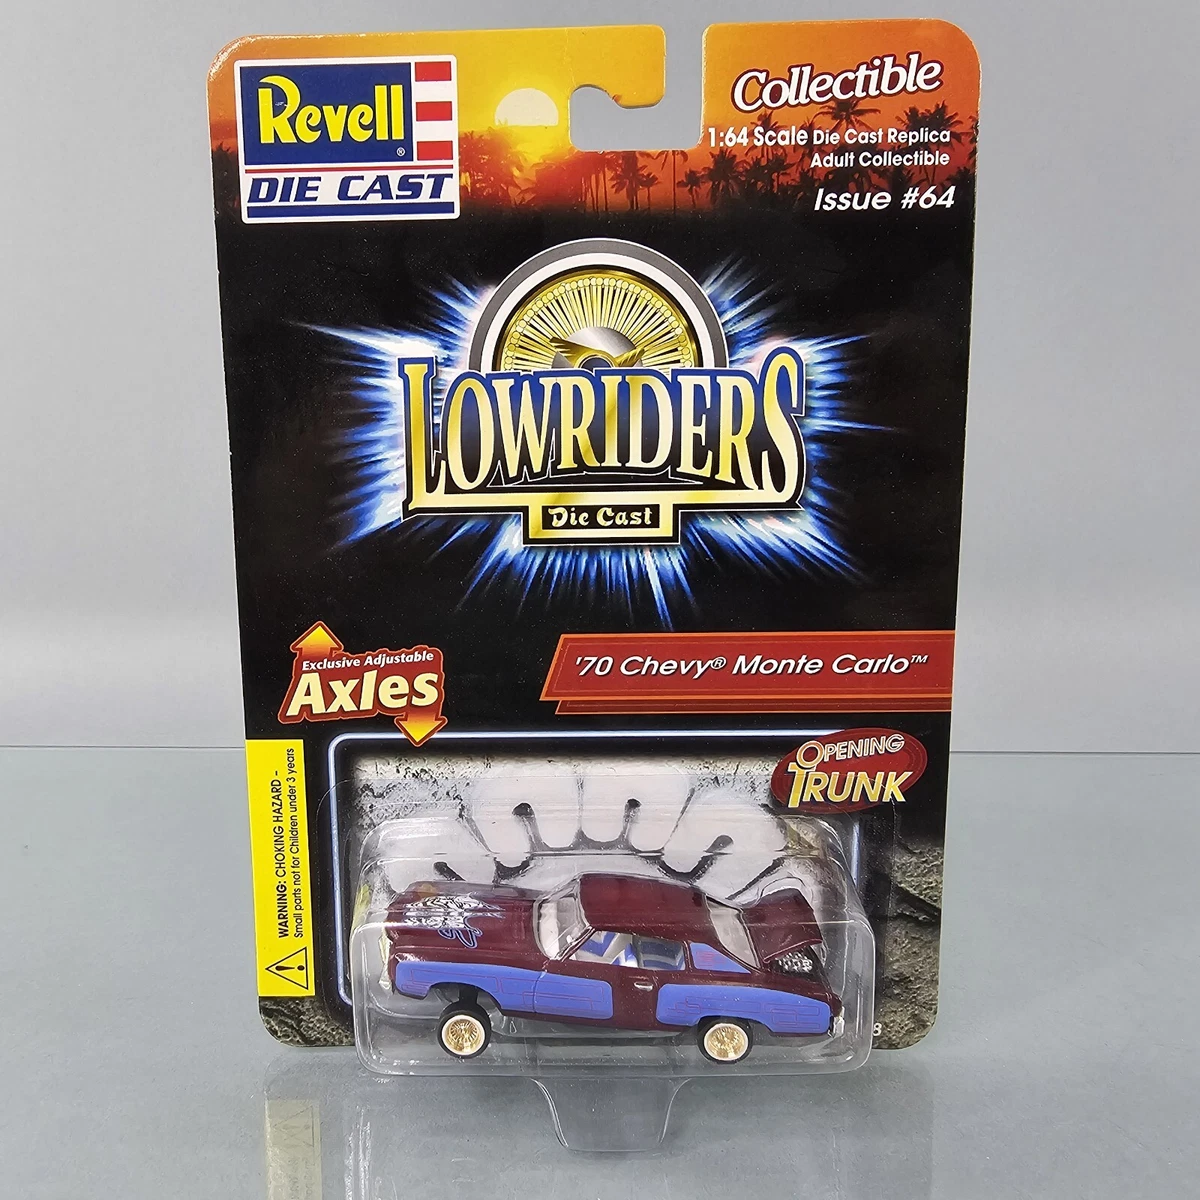 Revell®
DIE CAST
Collectible
1:64 Scale Die Cast Replica
Adult Collectible
Issue #64
LOWRIDERS
Die Cast
Exclusive Adjustable
Axles
'70 Chevy® Monte Carlo™
OPENING
TRUNK
WARNING: CHOKING HAZARD -
Small parts not for Children under 3 years
8